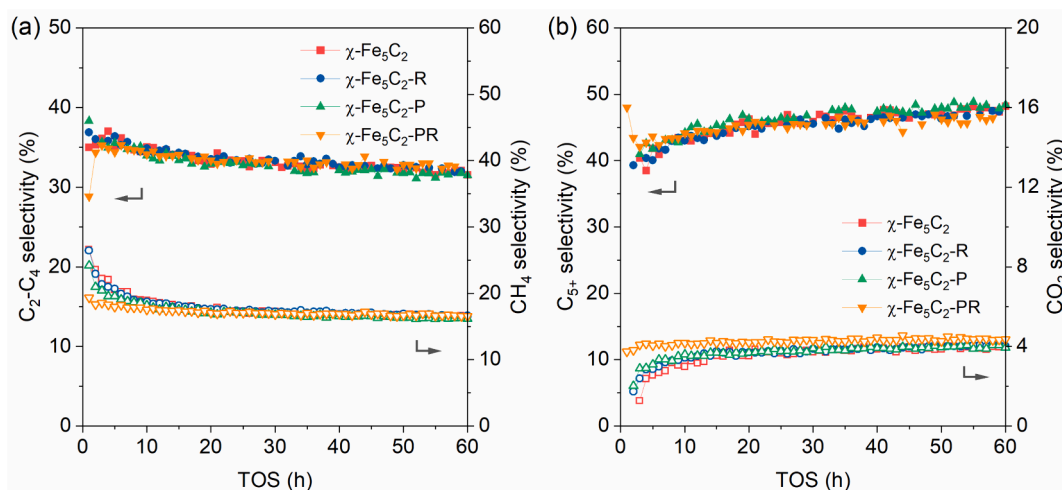 (a)
C₂-C₄ selectivity (%)
50
40
30
20
10
0
χ-Fe₅C₂
χ-Fe₅C₂-R
χ-Fe₅C₂-P
χ-Fe₅C₂-PR
60
50
40
30
20
10
0
CH₄ selectivity (%)
0 10 20 30 40 50 60
TOS (h)
(b)
C₅₊ selectivity (%)
60
50
40
30
20
10
0
χ-Fe₅C₂
χ-Fe₅C₂-R
χ-Fe₅C₂-P
χ-Fe₅C₂-PR
20
16
12
8
4
0
CO₂ selectivity (%)
0 10 20 30 40 50 60
TOS (h)